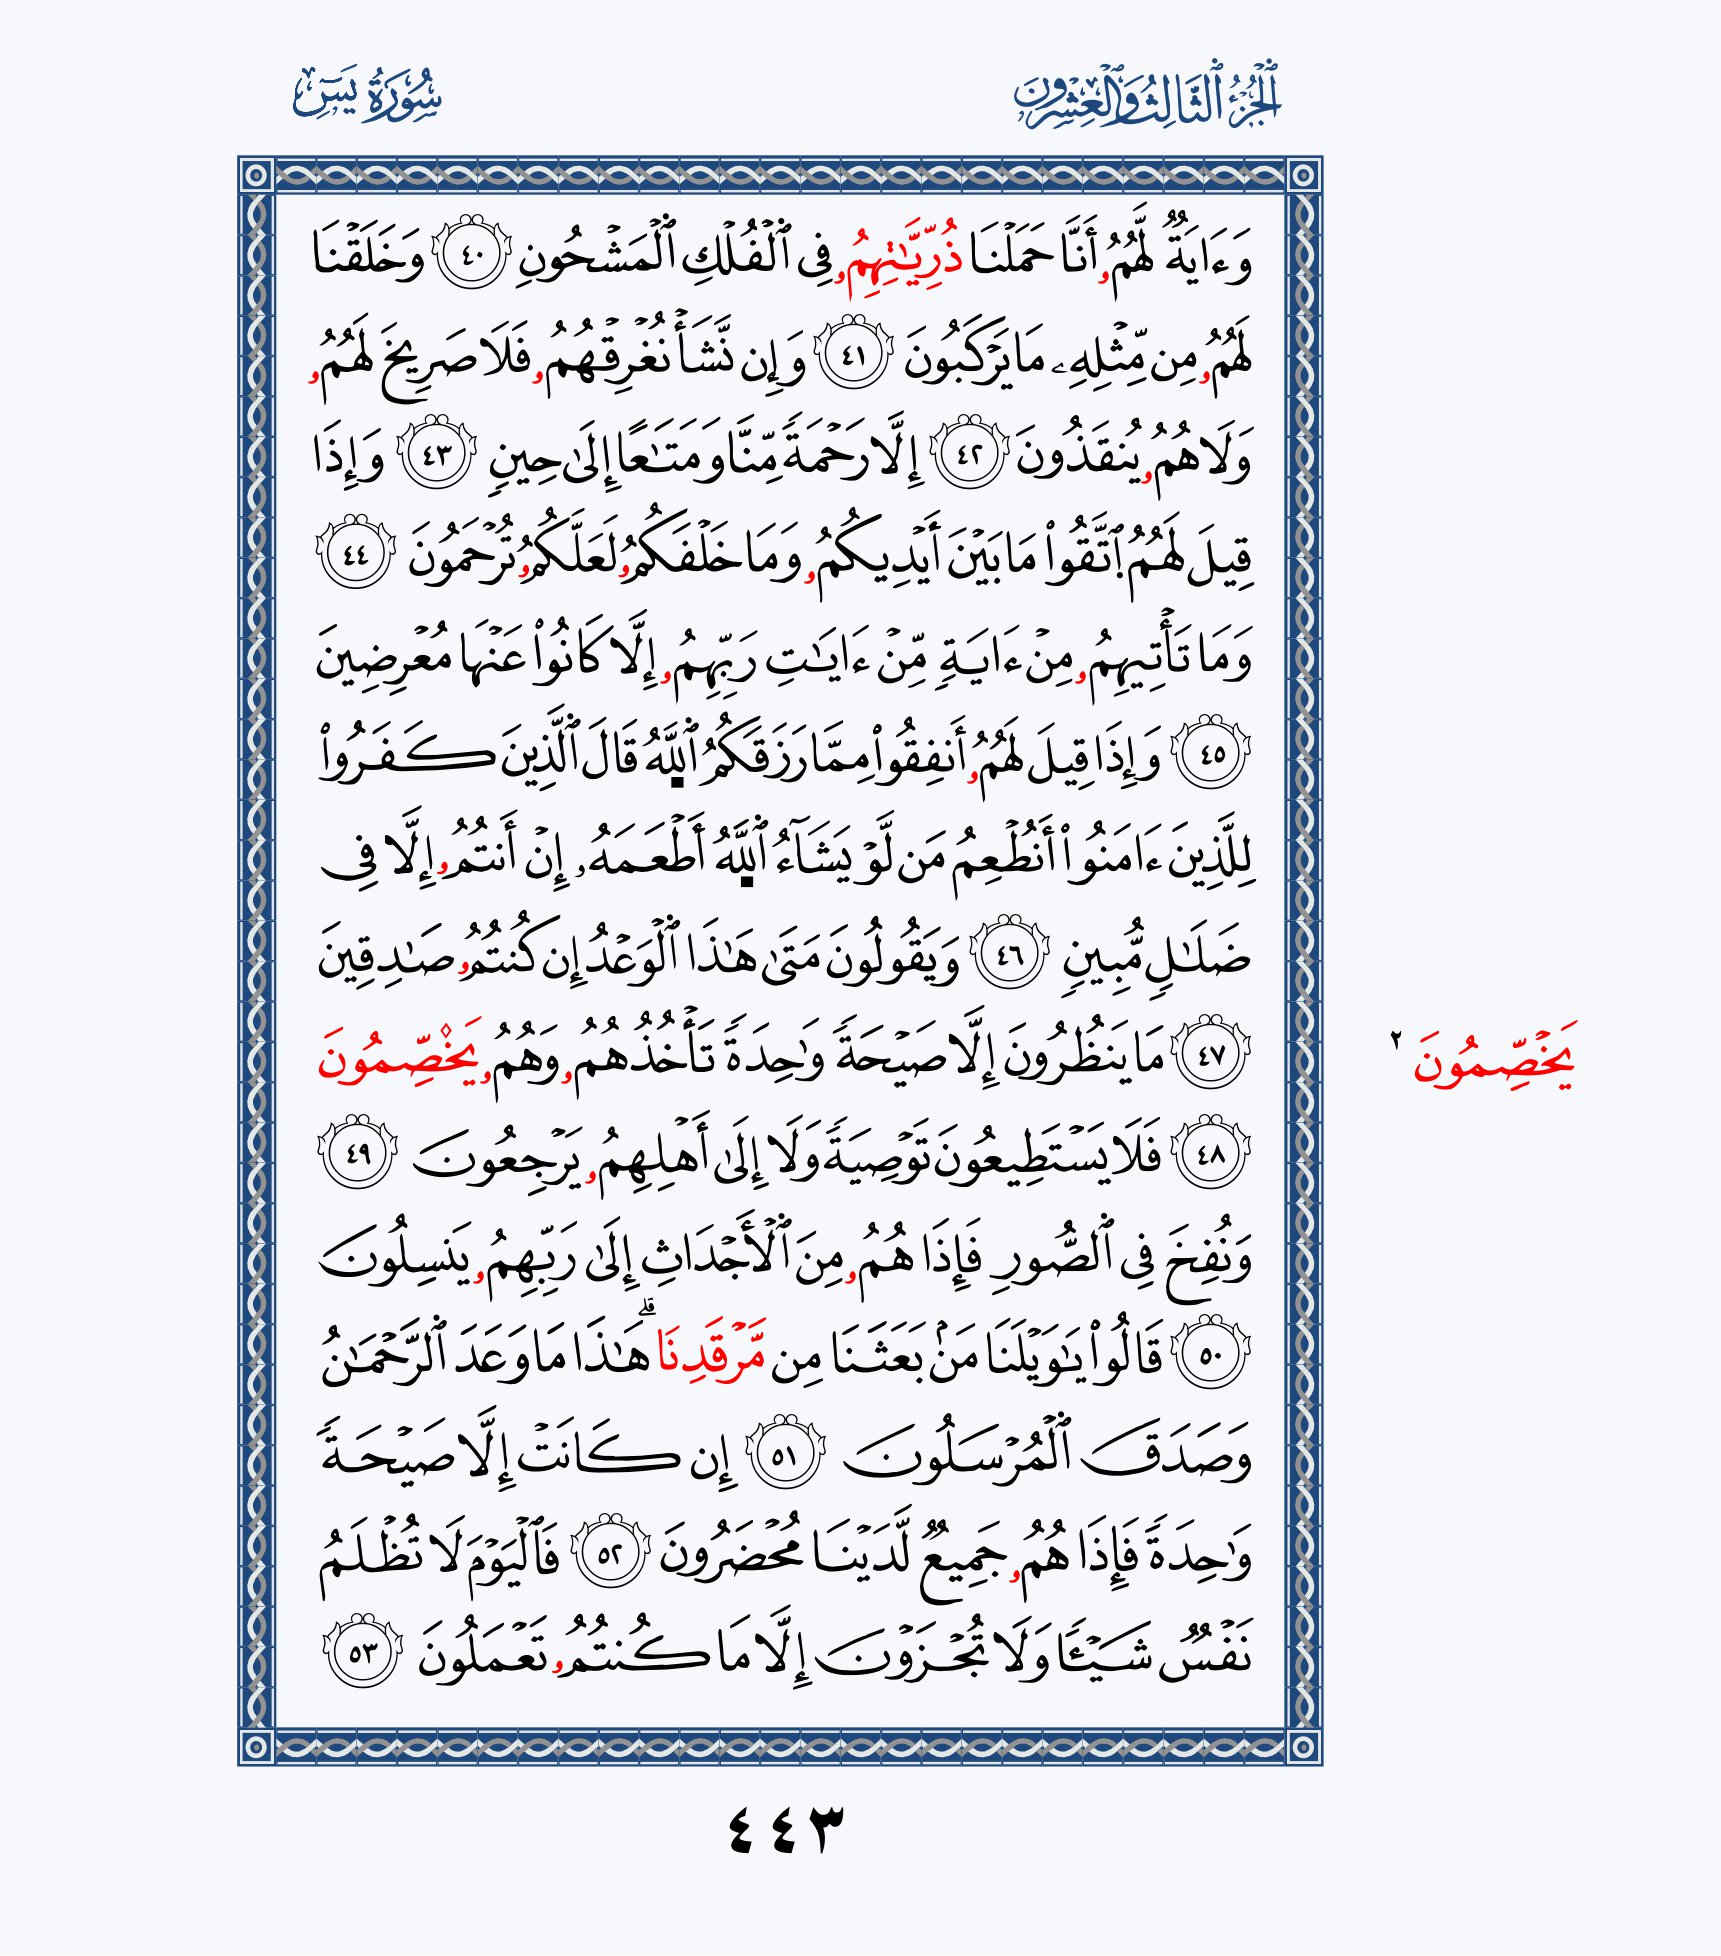 ٱلْجُزْءُ ٱلثَّالِثُ وَٱلْعِشْرُونَ
سُورَةُ يسٓ
وَءَايَةٌ لَّهُمُۥ أَنَّا حَمَلْنَا ذُرِّيَّٰتِهِمُۥ فِى ٱلْفُلْكِ ٱلْمَشْحُونِ ٤٠ وَخَلَقْنَا
لَهُمُۥ مِن مِّثْلِهِۦ مَا يَرْكَبُونَ ٤١ وَإِن نَّشَأْ نُغْرِقْهُمُۥ فَلَا صَرِيخَ لَهُمُۥ
وَلَا هُمُۥ يُنقَذُونَ ٤٢ إِلَّا رَحْمَةً مِّنَّا وَمَتَٰعًا إِلَىٰ حِينٍ ٤٣ وَإِذَا
قِيلَ لَهُمُ ٱتَّقُوا۟ مَا بَيْنَ أَيْدِيكُمُۥ وَمَا خَلْفَكُمُۥ لَعَلَّكُمُۥ تُرْحَمُونَ ٤٤
وَمَا تَأْتِيهِمُۥ مِنْ ءَايَةٍ مِّنْ ءَايَٰتِ رَبِّهِمُۥ إِلَّا كَانُوا۟ عَنْهَا مُعْرِضِينَ
٤٥ وَإِذَا قِيلَ لَهُمُۥ أَنفِقُوا۟ مِمَّا رَزَقَكُمُ ٱللَّهُ قَالَ ٱلَّذِينَ كَفَرُوا۟
لِلَّذِينَ ءَامَنُوا۟ أَنُطْعِمُ مَن لَّوْ يَشَآءُ ٱللَّهُ أَطْعَمَهُۥ إِنْ أَنتُمُۥ إِلَّا فِى
ضَلَٰلٍ مُّبِينٍ ٤٦ وَيَقُولُونَ مَتَىٰ هَٰذَا ٱلْوَعْدُ إِن كُنتُمُۥ صَٰدِقِينَ
٤٧ مَا يَنظُرُونَ إِلَّا صَيْحَةً وَٰحِدَةً تَأْخُذُهُمُۥ وَهُمُۥ يَخْصِّمُونَ
يَخْصِّمُونَ ٢
٤٨ فَلَا يَسْتَطِيعُونَ تَوْصِيَةً وَلَا إِلَىٰ أَهْلِهِمُۥ يَرْجِعُونَ ٤٩
وَنُفِخَ فِى ٱلصُّورِ فَإِذَا هُمُۥ مِنَ ٱلْأَجْدَاثِ إِلَىٰ رَبِّهِمُۥ يَنسِلُونَ
٥٠ قَالُوا۟ يَٰوَيْلَنَا مَنۢ بَعَثَنَا مِن مَّرْقَدِنَا ۗ هَٰذَا مَا وَعَدَ ٱلرَّحْمَٰنُ
وَصَدَقَ ٱلْمُرْسَلُونَ ٥١ إِن كَانَتْ إِلَّا صَيْحَةً
وَٰحِدَةً فَإِذَا هُمُۥ جَمِيعٌ لَّدَيْنَا مُحْضَرُونَ ٥٢ فَٱلْيَوْمَ لَا تُظْلَمُ
نَفْسٌ شَيْـًٔا وَلَا تُجْزَوْنَ إِلَّا مَا كُنتُمُۥ تَعْمَلُونَ ٥٣
٤٤٣